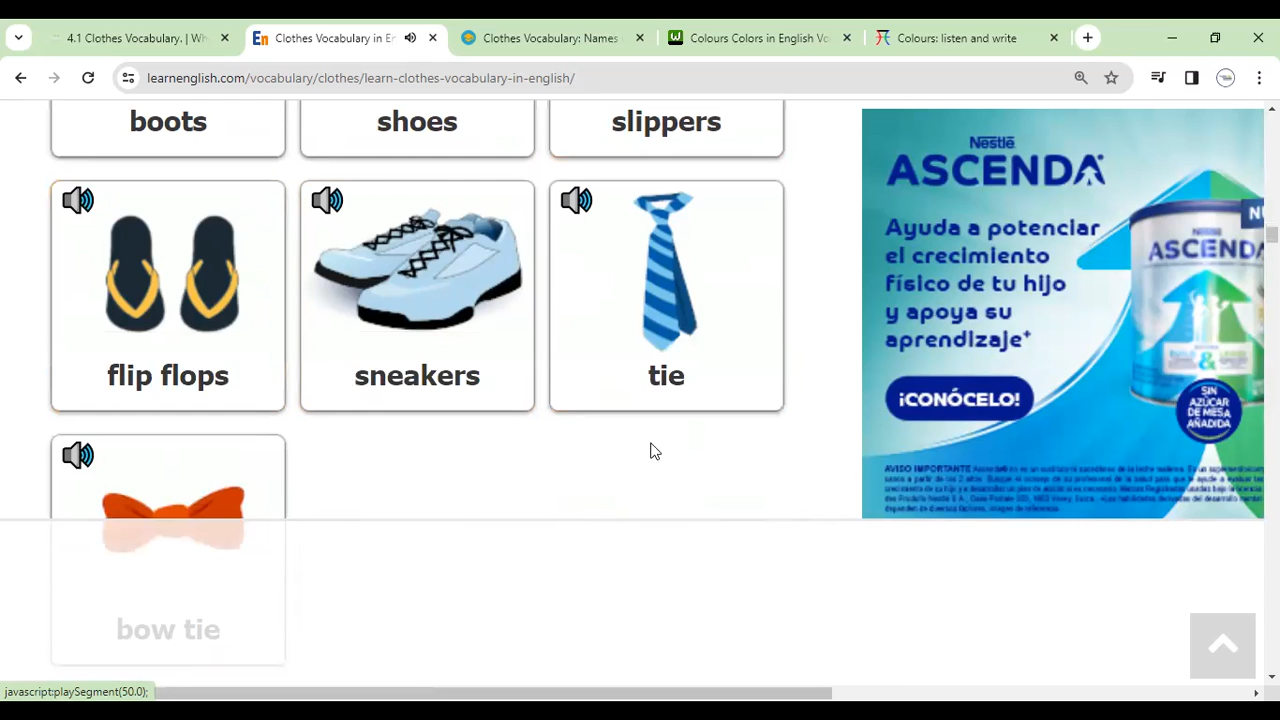 4.1 Clothes Vocabulary. | Wh
Clothes Vocabulary in E
Clothes Vocabulary: Names
Colours Colors in English Vo
Colours: listen and write
learnenglish.com/vocabulary/clothes/learn-clothes-vocabulary-in-english/
boots
shoes
slippers
flip flops
sneakers
tie
bow tie
Nestlé
ASCENDA
Ayuda a potenciar
el crecimiento
físico de tu hijo
y apoya su
aprendizaje+
¡CONÓCELO!
Nestlé
ASCENDA
SIN
AZÚCAR
DE MESA
AÑADIDA
javascript:playSegment(50.0);